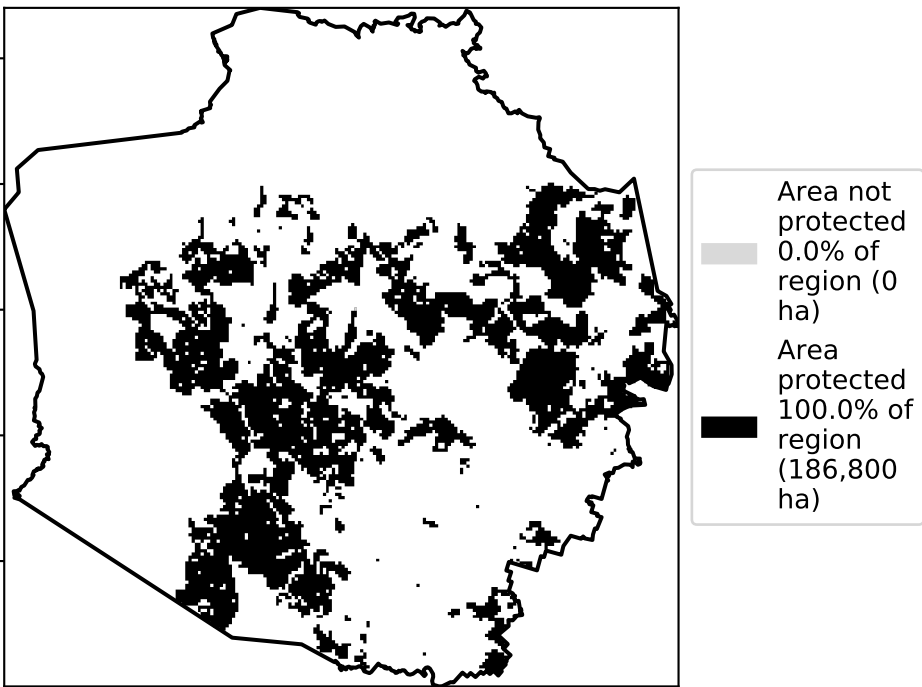 Area not
protected
0.0% of
region (0
ha)
Area
protected
100.0% of
region
(186,800
ha)